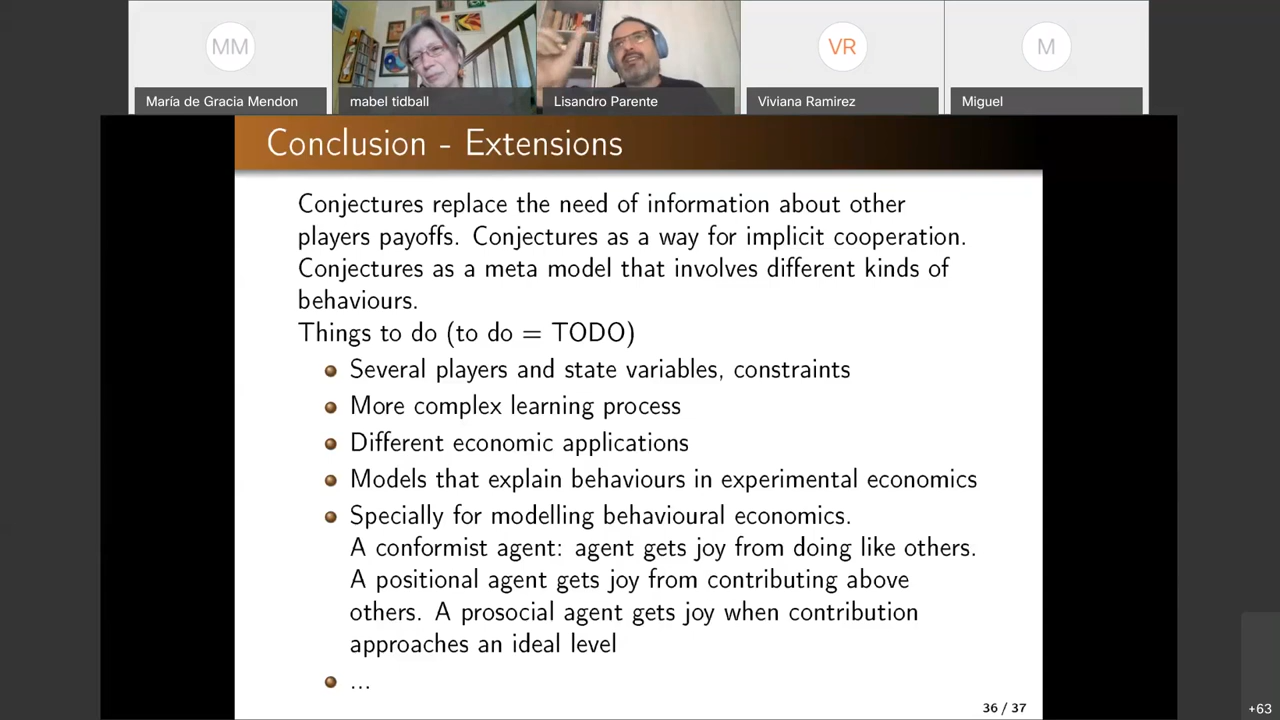 MM
VR
M
María de Gracia Mendon
mabel tidball
Lisandro Parente
Viviana Ramirez
Miguel
Conclusion - Extensions
Conjectures replace the need of information about other
players payoffs. Conjectures as a way for implicit cooperation.
Conjectures as a meta model that involves different kinds of
behaviours.
Things to do (to do = TODO)
Several players and state variables, constraints
More complex learning process
Different economic applications
Models that explain behaviours in experimental economics
Specially for modelling behavioural economics.
A conformist agent: agent gets joy from doing like others.
A positional agent gets joy from contributing above
others. A prosocial agent gets joy when contribution
approaches an ideal level
...
36 / 37
+63